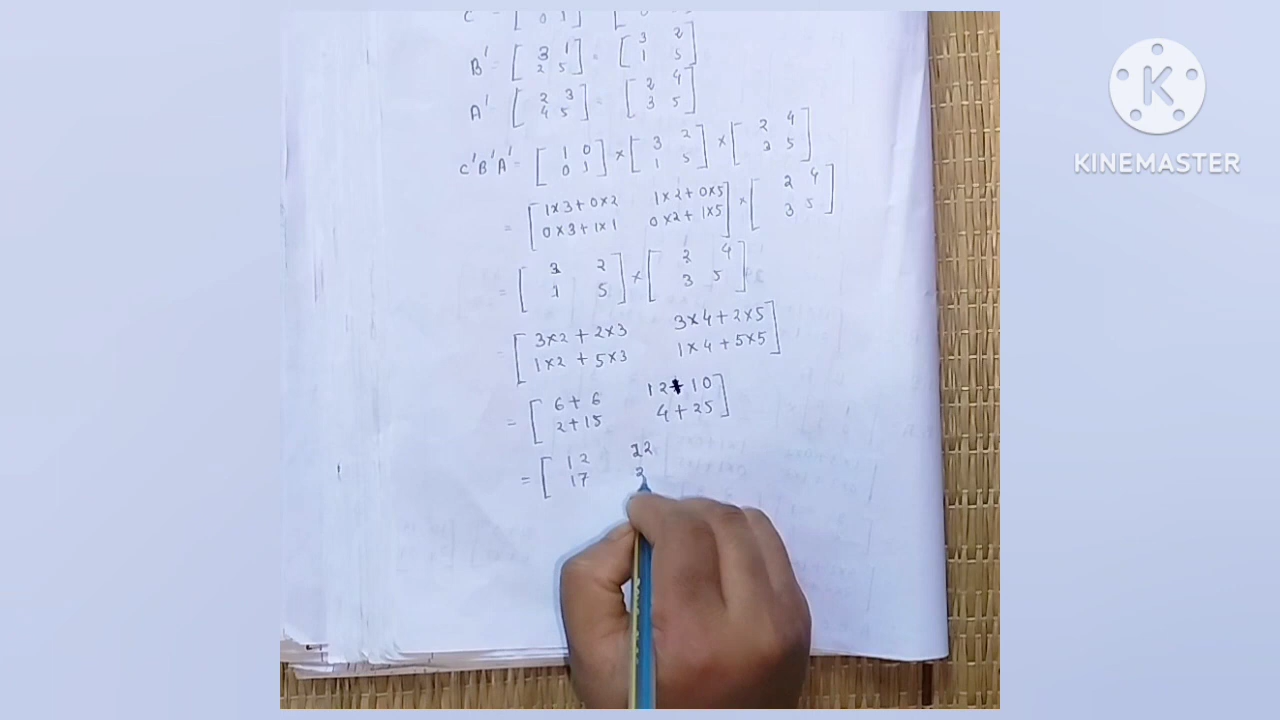 C' = [ 0 1 ] [ 0
B' = [ 3 1 2 5 ] = [ 3 2 1 5 ]
A' [ 2 3 4 5 ] = [ 2 4 3 5 ]
C'B'A' = [ 1 0 0 1 ] × [ 3 2 1 5 ] × [ 2 4 3 5 ]
= [ 1×3+0×2 1×2+0×5 0×3+1×1 0×2+1×5 ] × [ 2 4 3 5 ]
= [ 3 2 1 5 ] × [ 2 4 3 5 ]
= [ 3×2+2×3 3×4+2×5 1×2+5×3 1×4+5×5 ]
= [ 6+6 12+10 2+15 4+25 ]
= [ 12 22 17 2
K
KINEMASTER